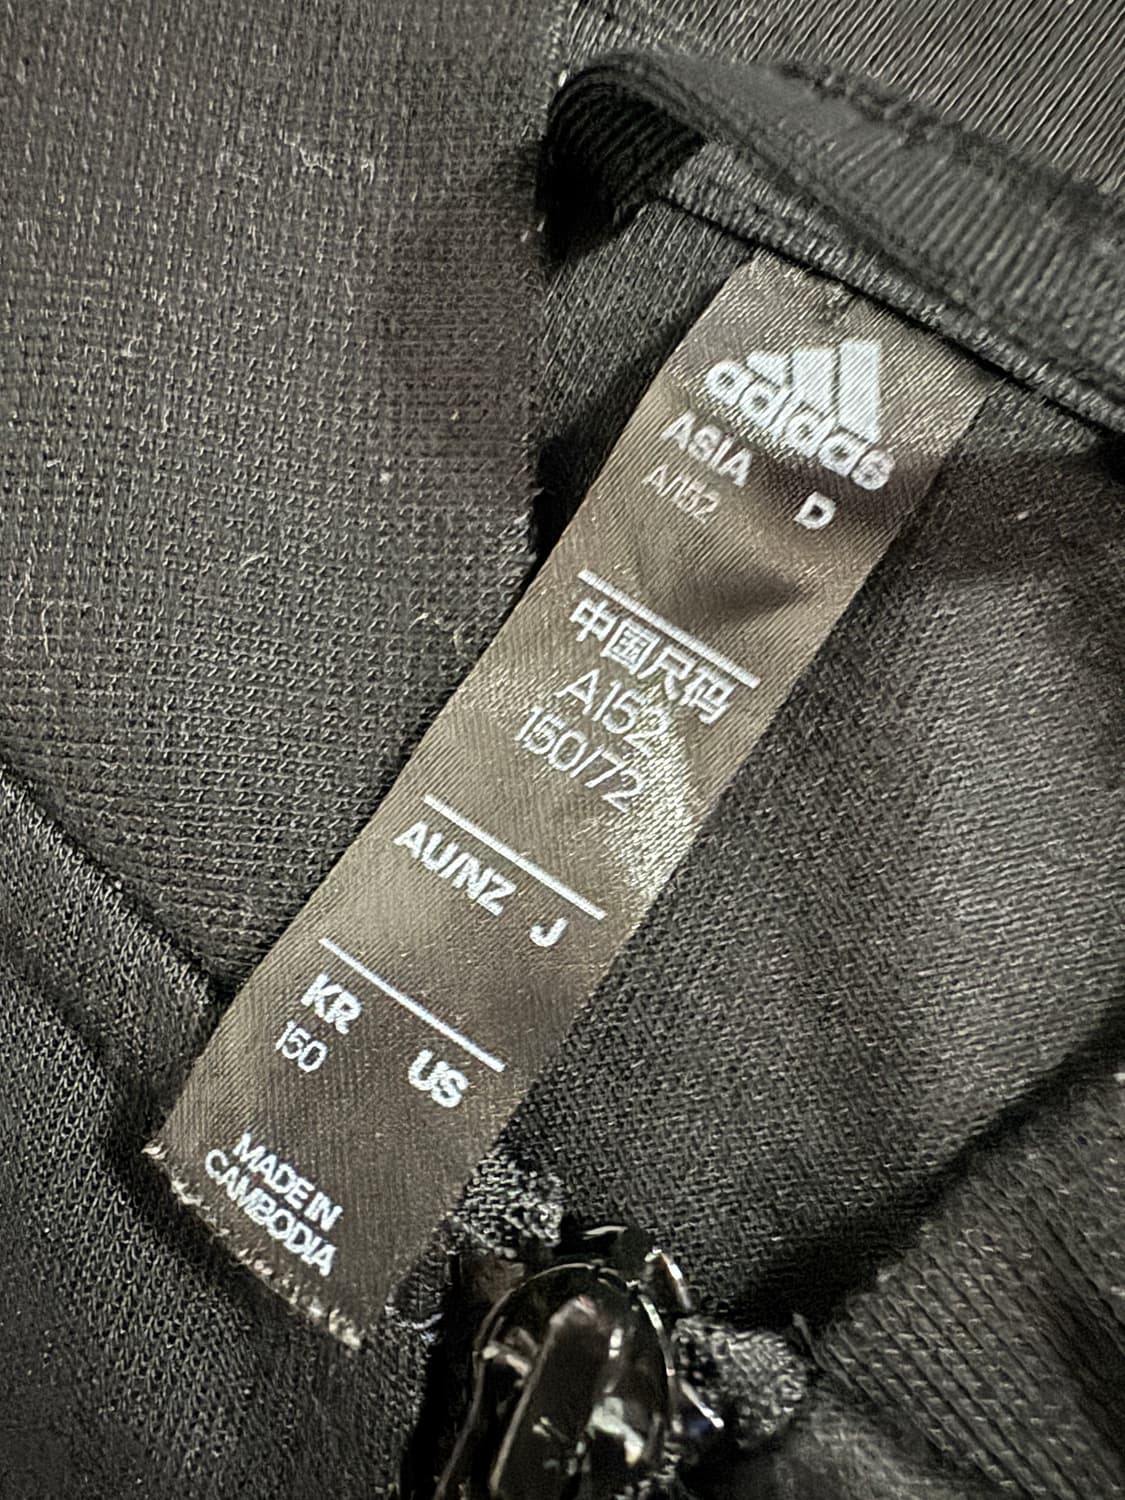 adidas
ASIA D
A/152
中国尺码
A152
150/72
AU/NZ J
KR US
150
MADE IN
CAMBODIA